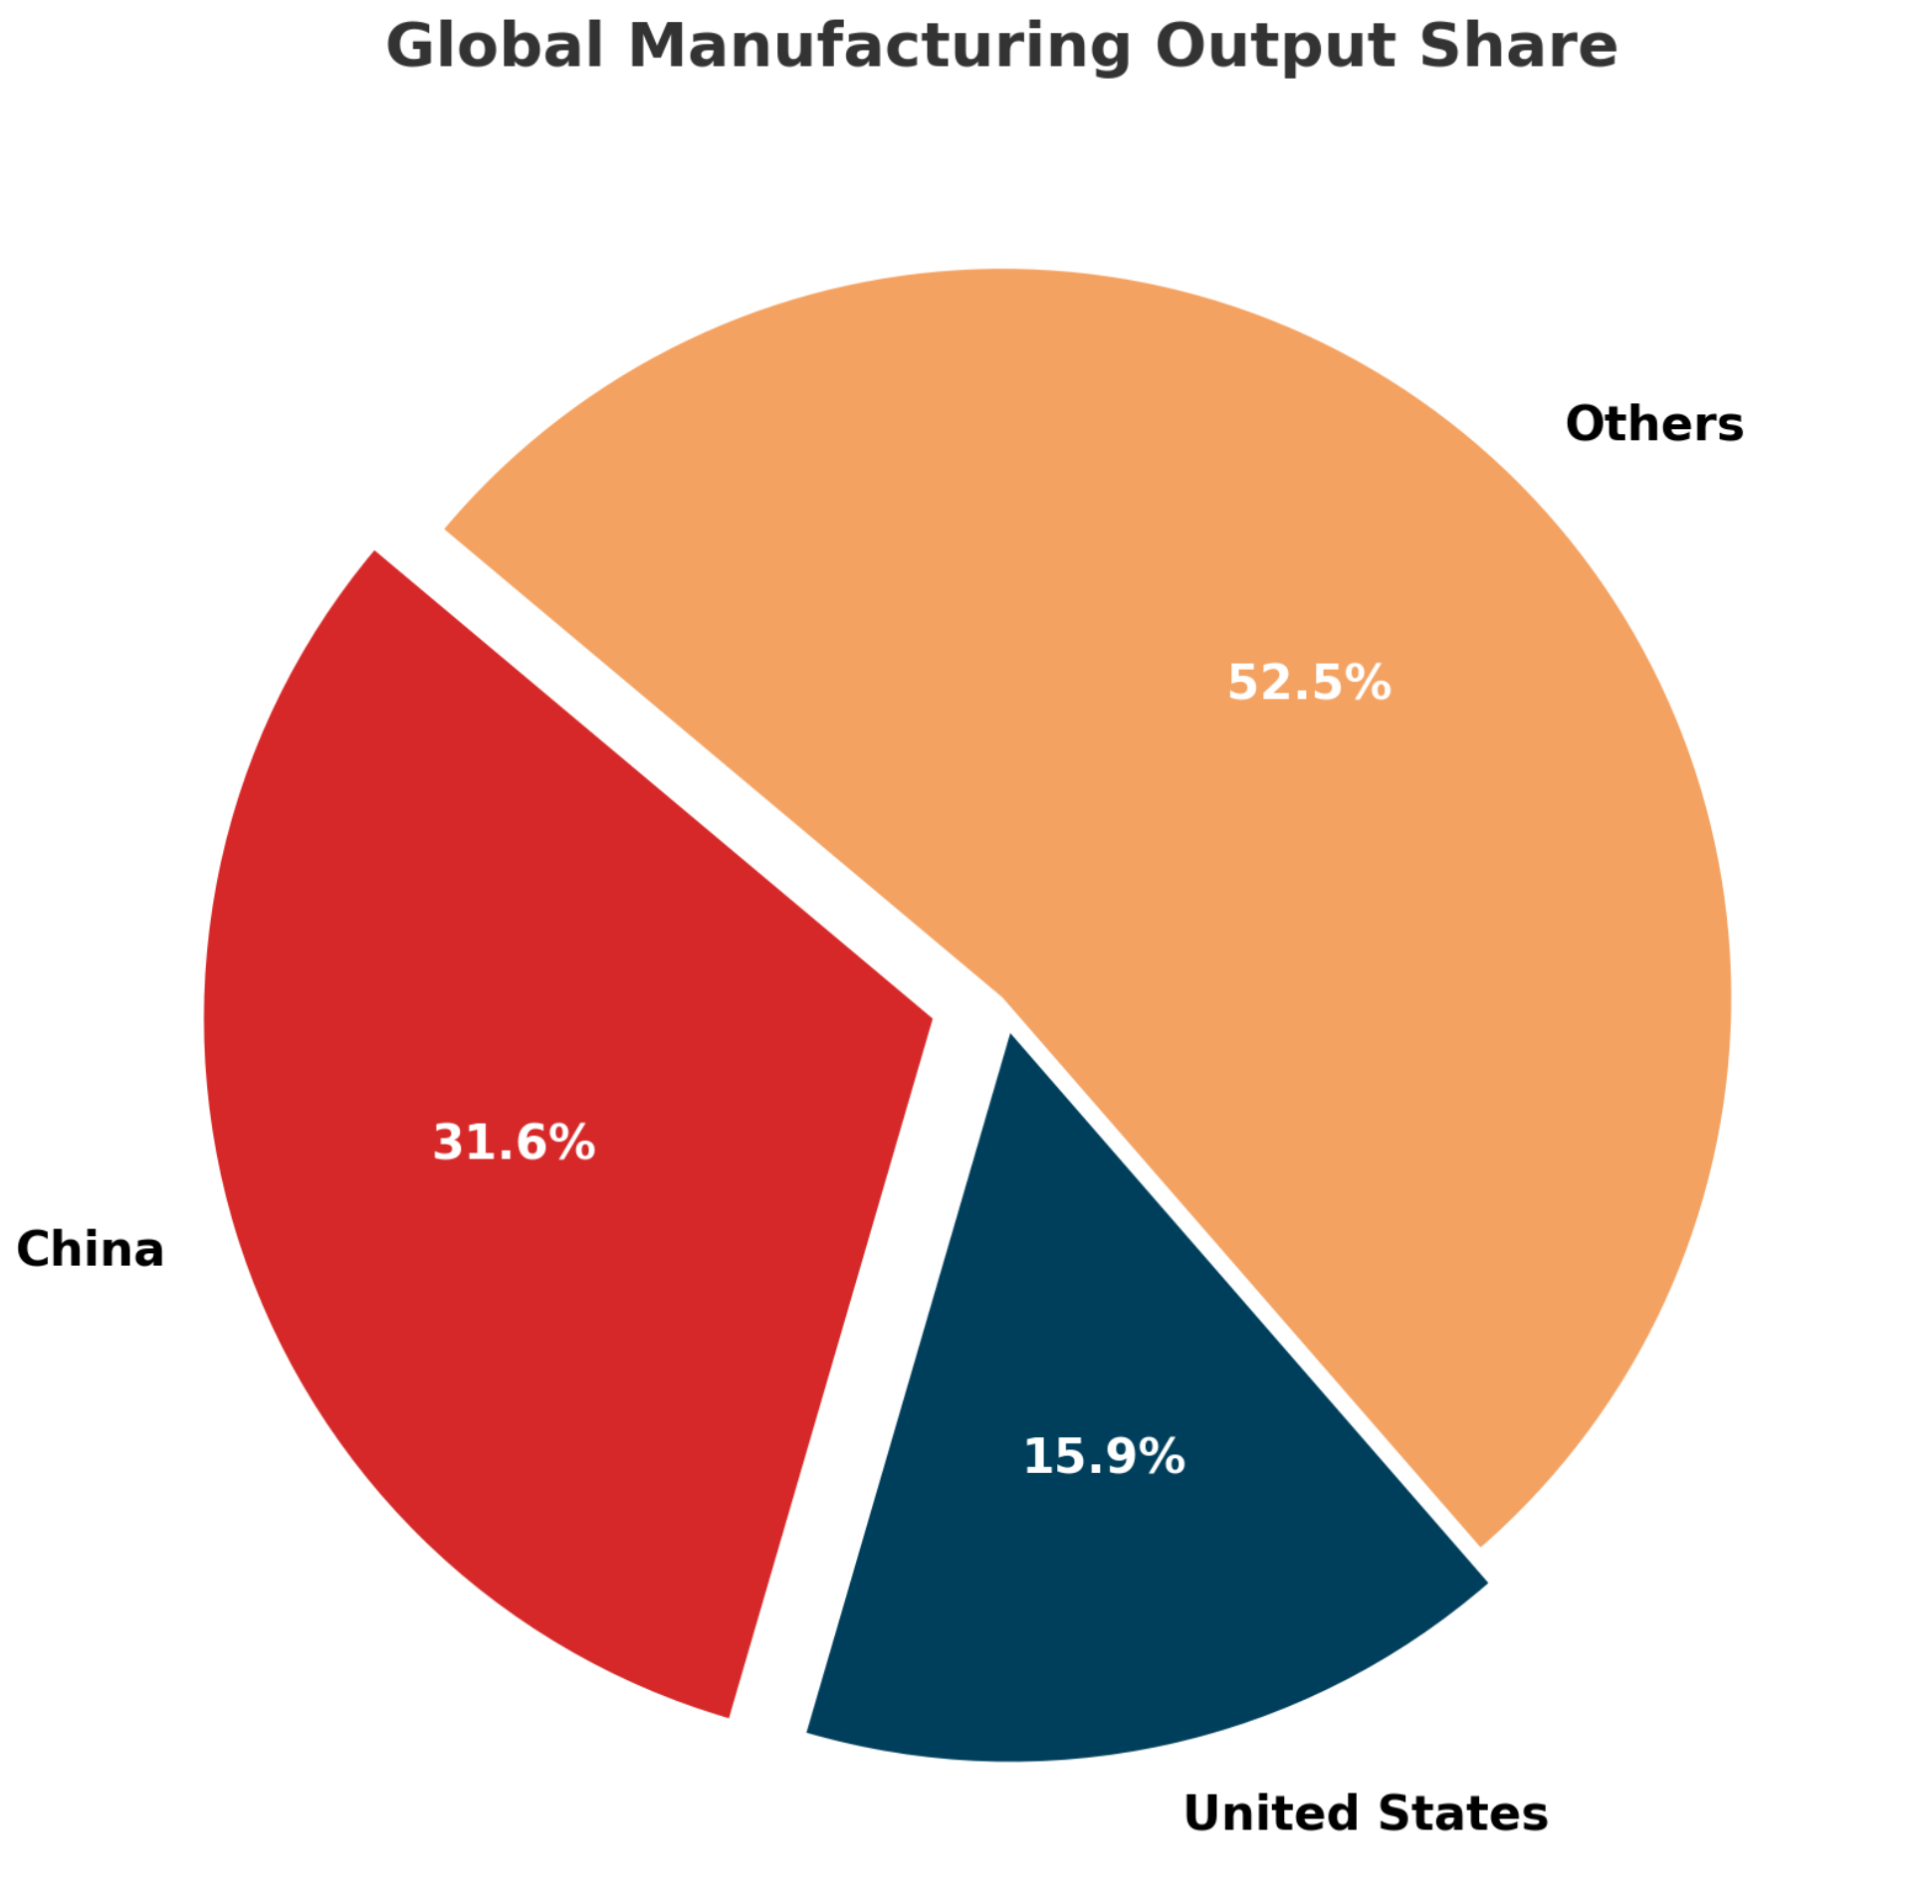 Global Manufacturing Output Share
Others
52.5%
31.6%
China
15.9%
United States